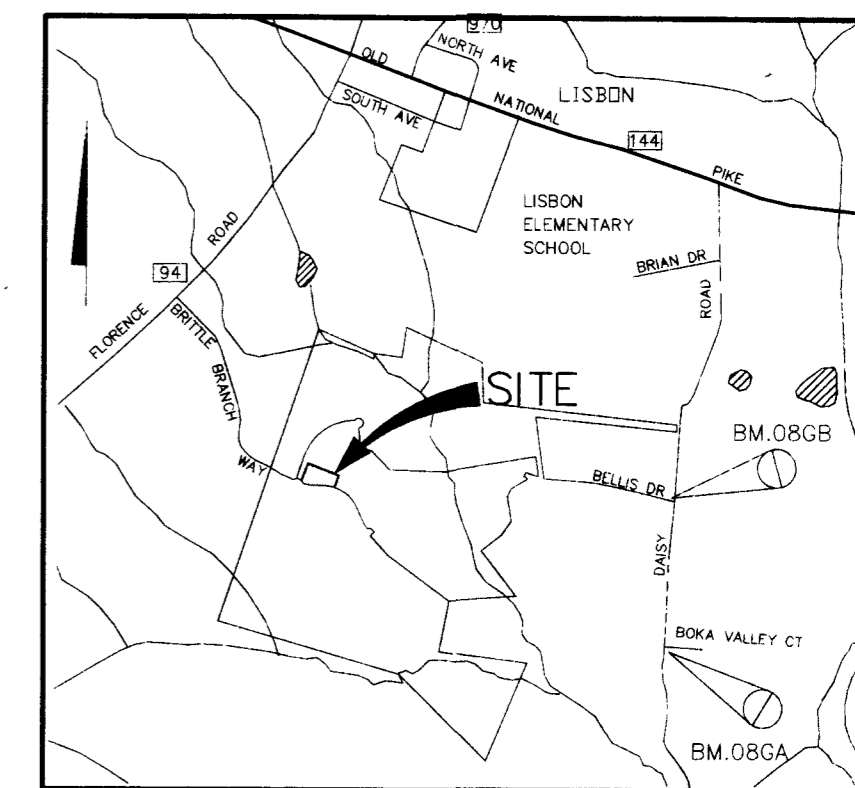 970
NORTH AVE
OLD
LISBON
SOUTH AVE
NATIONAL
144
PIKE
LISBON
ELEMENTARY
SCHOOL
BRIAN DR
ROAD
ROAD
94
FLORENCE
BRITTLE
BRANCH
WAY
SITE
BM.08GB
BELLIS DR
DAISY
BOKA VALLEY CT
BM.08GA